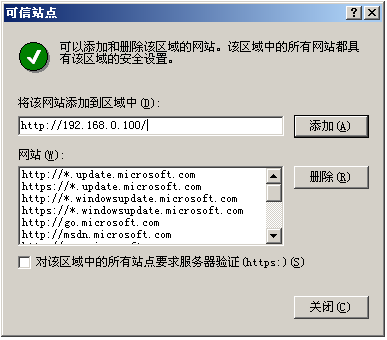 可信站点
可以添加和删除该区域的网站。该区域中的所有网站都具
有该区域的安全设置。
将该网站添加到区域中(D):
http://192.168.0.100/
添加(A)
网站(W):
http://*.update.microsoft.com
https://*.update.microsoft.com
http://*.windowsupdate.microsoft.com
https://*.windowsupdate.microsoft.com
http://go.microsoft.com
http://msdn.microsoft.com
删除(R)
对该区域中的所有站点要求服务器验证(https:)(S)
关闭(C)